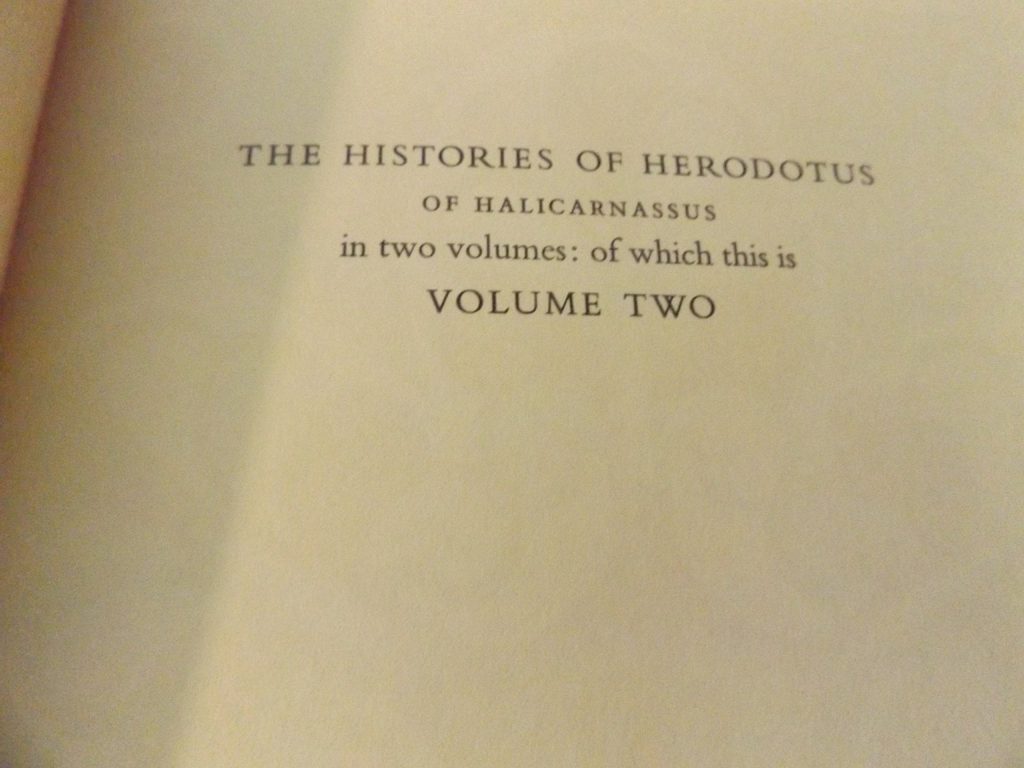 THE HISTORIES OF HERODOTUS
OF HALICARNASSUS
in two volumes: of which this is
VOLUME TWO